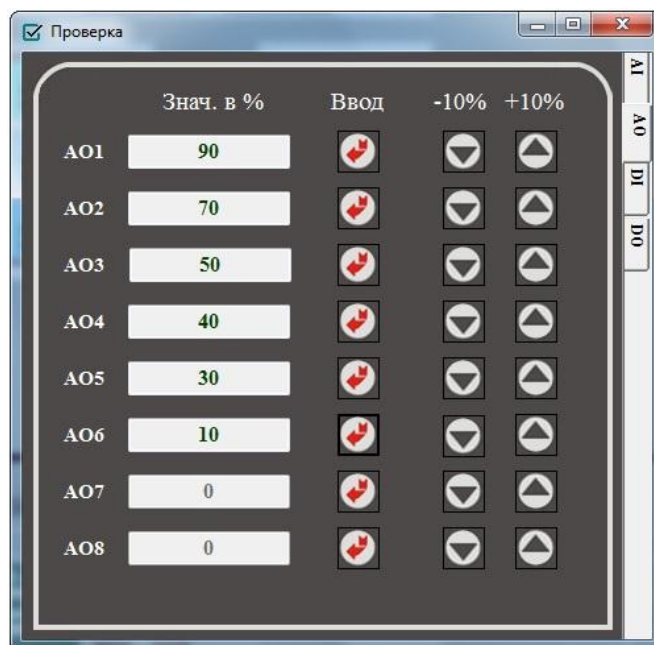 Проверка
Знач. в % Ввод -10% +10%
AO1 90
AO2 70
AO3 50
AO4 40
AO5 30
AO6 10
AO7 0
AO8 0
AI
AO
DI
DO